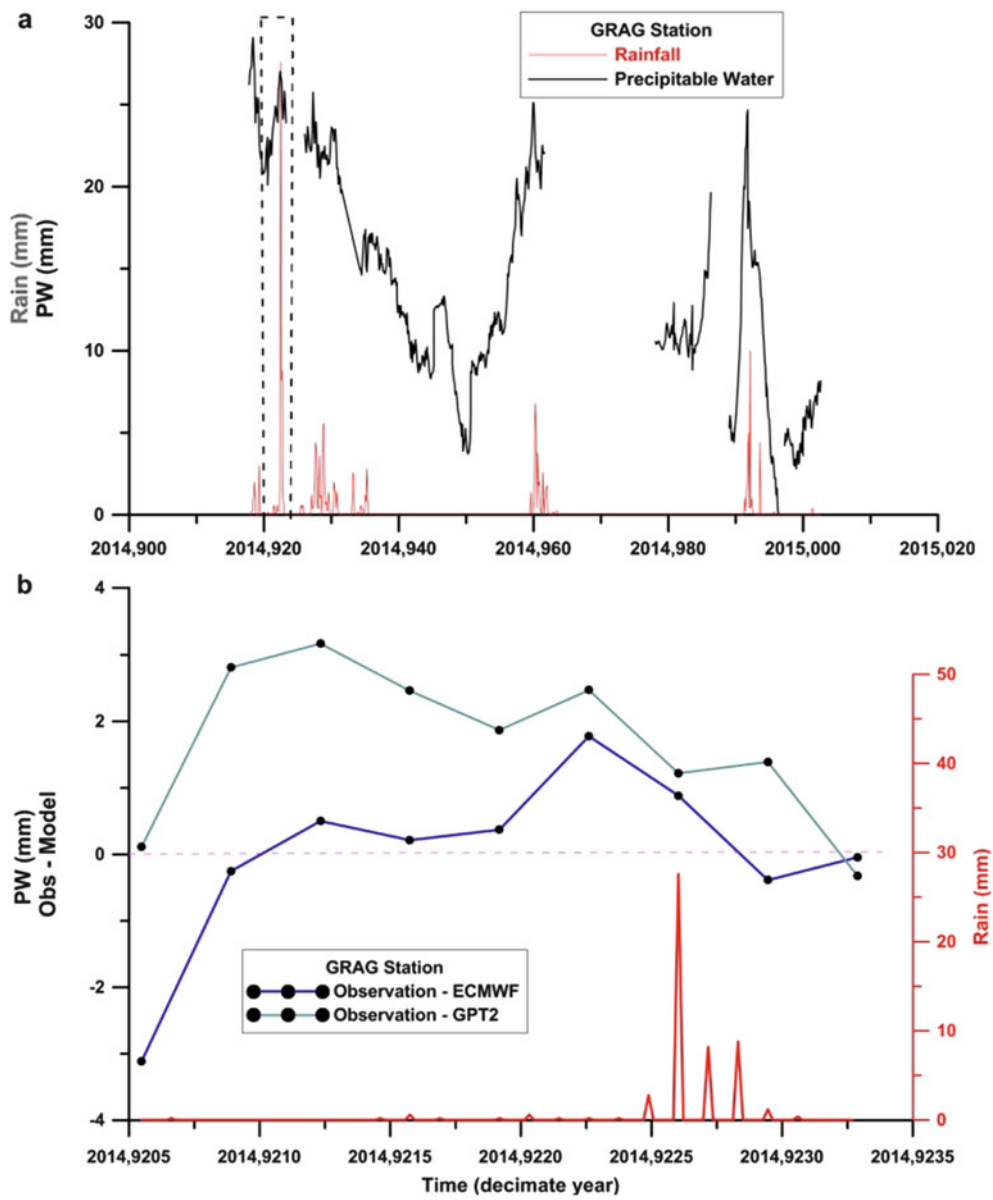 a
30
20
10
0
Rain (mm)
PW (mm)
GRAG Station
Rainfall
Precipitable Water
2014,900
2014,920
2014,940
2014,960
2014,980
2015,000
2015,020
b
4
2
0
-2
-4
PW (mm)
Obs - Model
GRAG Station
Observation - ECMWF
Observation - GPT2
50
40
30
20
10
0
Rain (mm)
2014,9205
2014,9210
2014,9215
2014,9220
2014,9225
2014,9230
2014,9235
Time (decimate year)